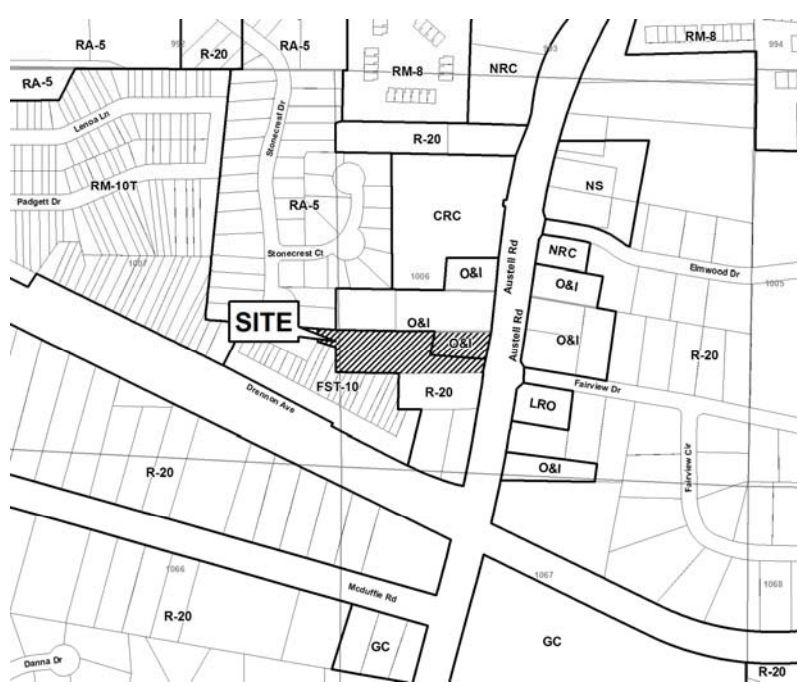 RA-5
992
R-20
RA-5
993
RM-8
994
RM-8
NRC
RA-5
Lenoa Ln
Stonecrest Dr
R-20
RM-10T
NS
Padgett Dr
RA-5
CRC
Stonecrest Ct
NRC
1007
1006
O&I
Austell Rd
Elmwood Dr
1005
O&I
SITE
O&I
Austell Rd
O&I
O&I
R-20
FST-10
R-20
Fairview Dr
Drennon Ave
LRO
R-20
O&I
Fairview Cir
1066
Mcduffie Rd
1067
1068
R-20
GC
GC
Danna Dr
R-20